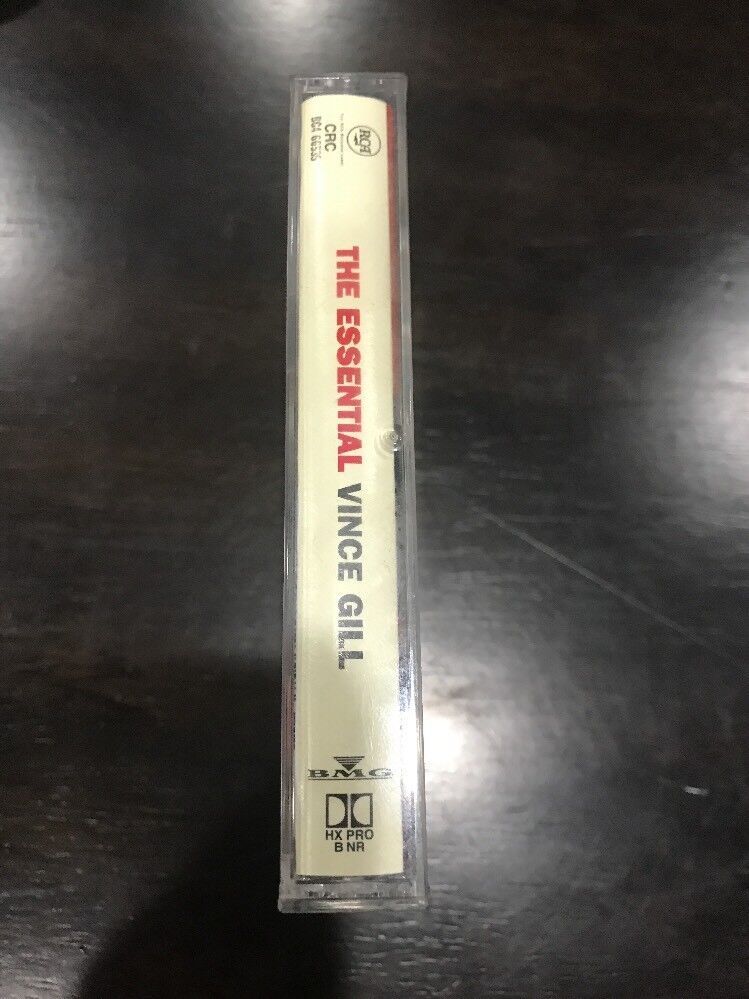 RCA
CRC
THE ESSENTIAL VINCE GILL
BMG
HX PRO
B NR